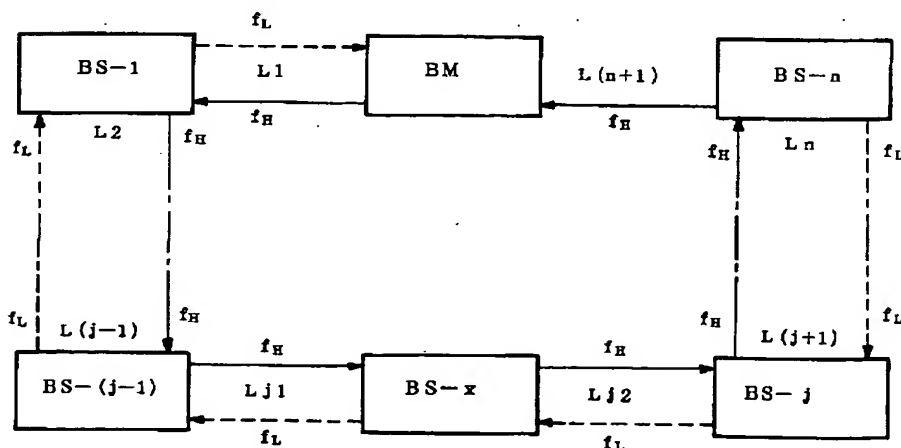 f_L
BS-1
L1
BM
L(n+1)
BS-n
f_H
f_H
f_L
L2
f_H
f_H
Ln
f_L
f_L
L(j-1)
f_H
f_H
L(j+1)
f_L
f_H
f_H
BS-(j-1)
Lj1
BS-x
Lj2
BS-j
f_L
f_L